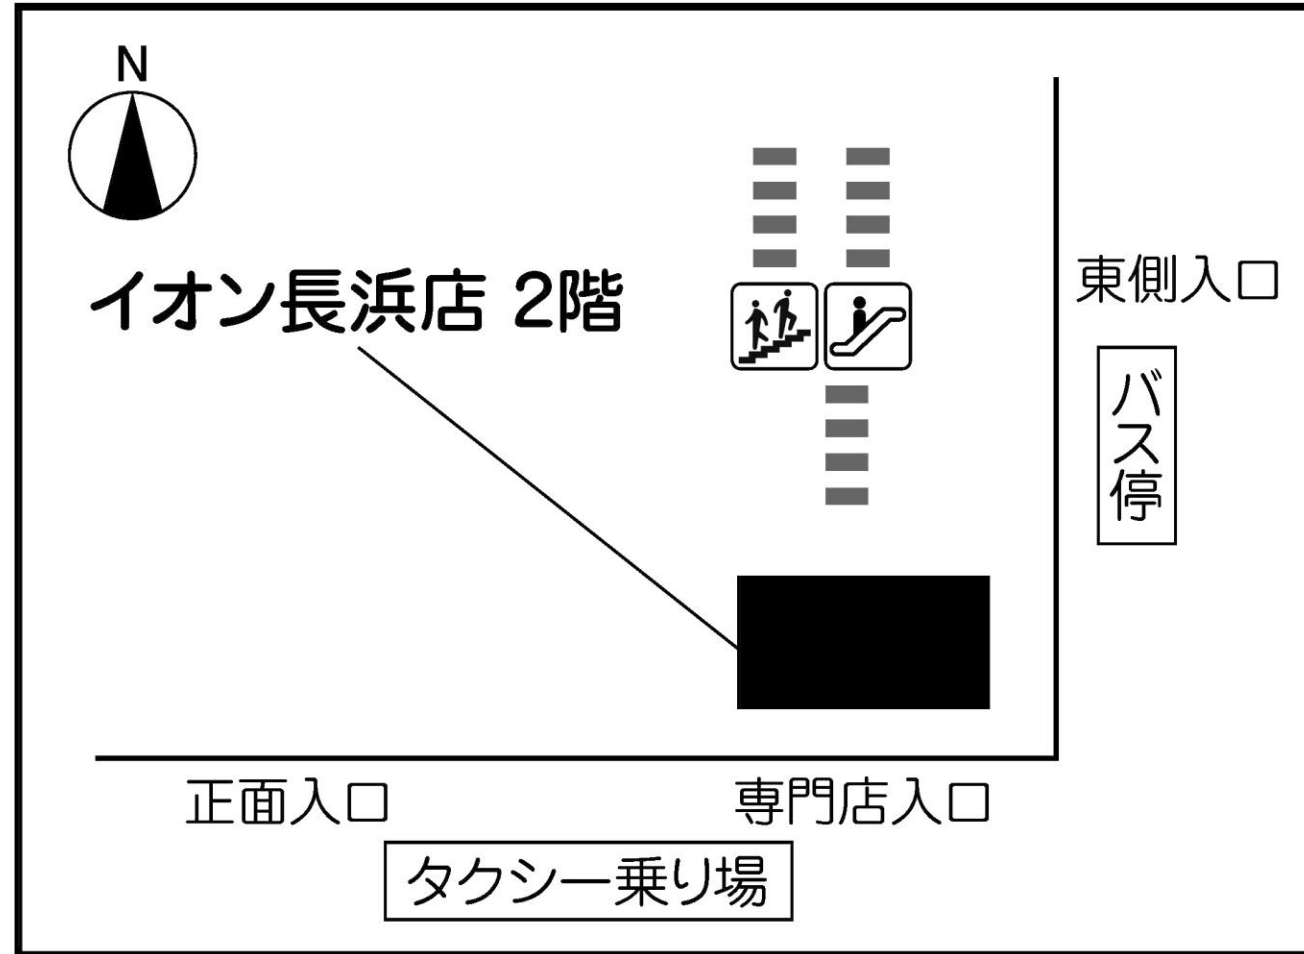 N
イオン長浜店 2階
東側入口
バス停
正面入口
専門店入口
タクシー乗り場